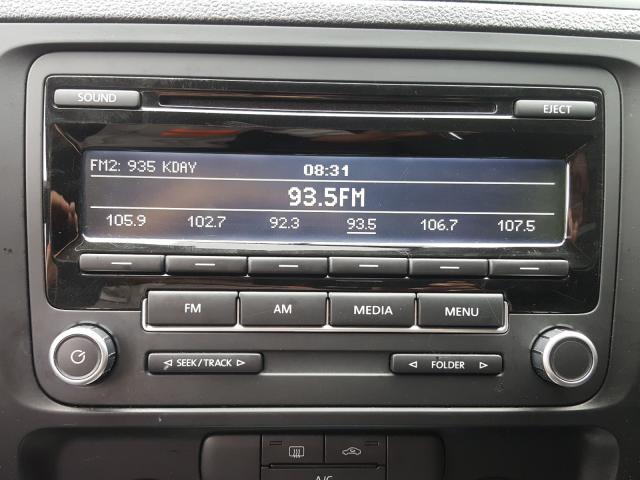 SOUND
EJECT
FM2: 935 KDAY 08:31
93.5FM
105.9 102.7 92.3 93.5 106.7 107.5
FM AM MEDIA MENU
SEEK/TRACK FOLDER
A/C